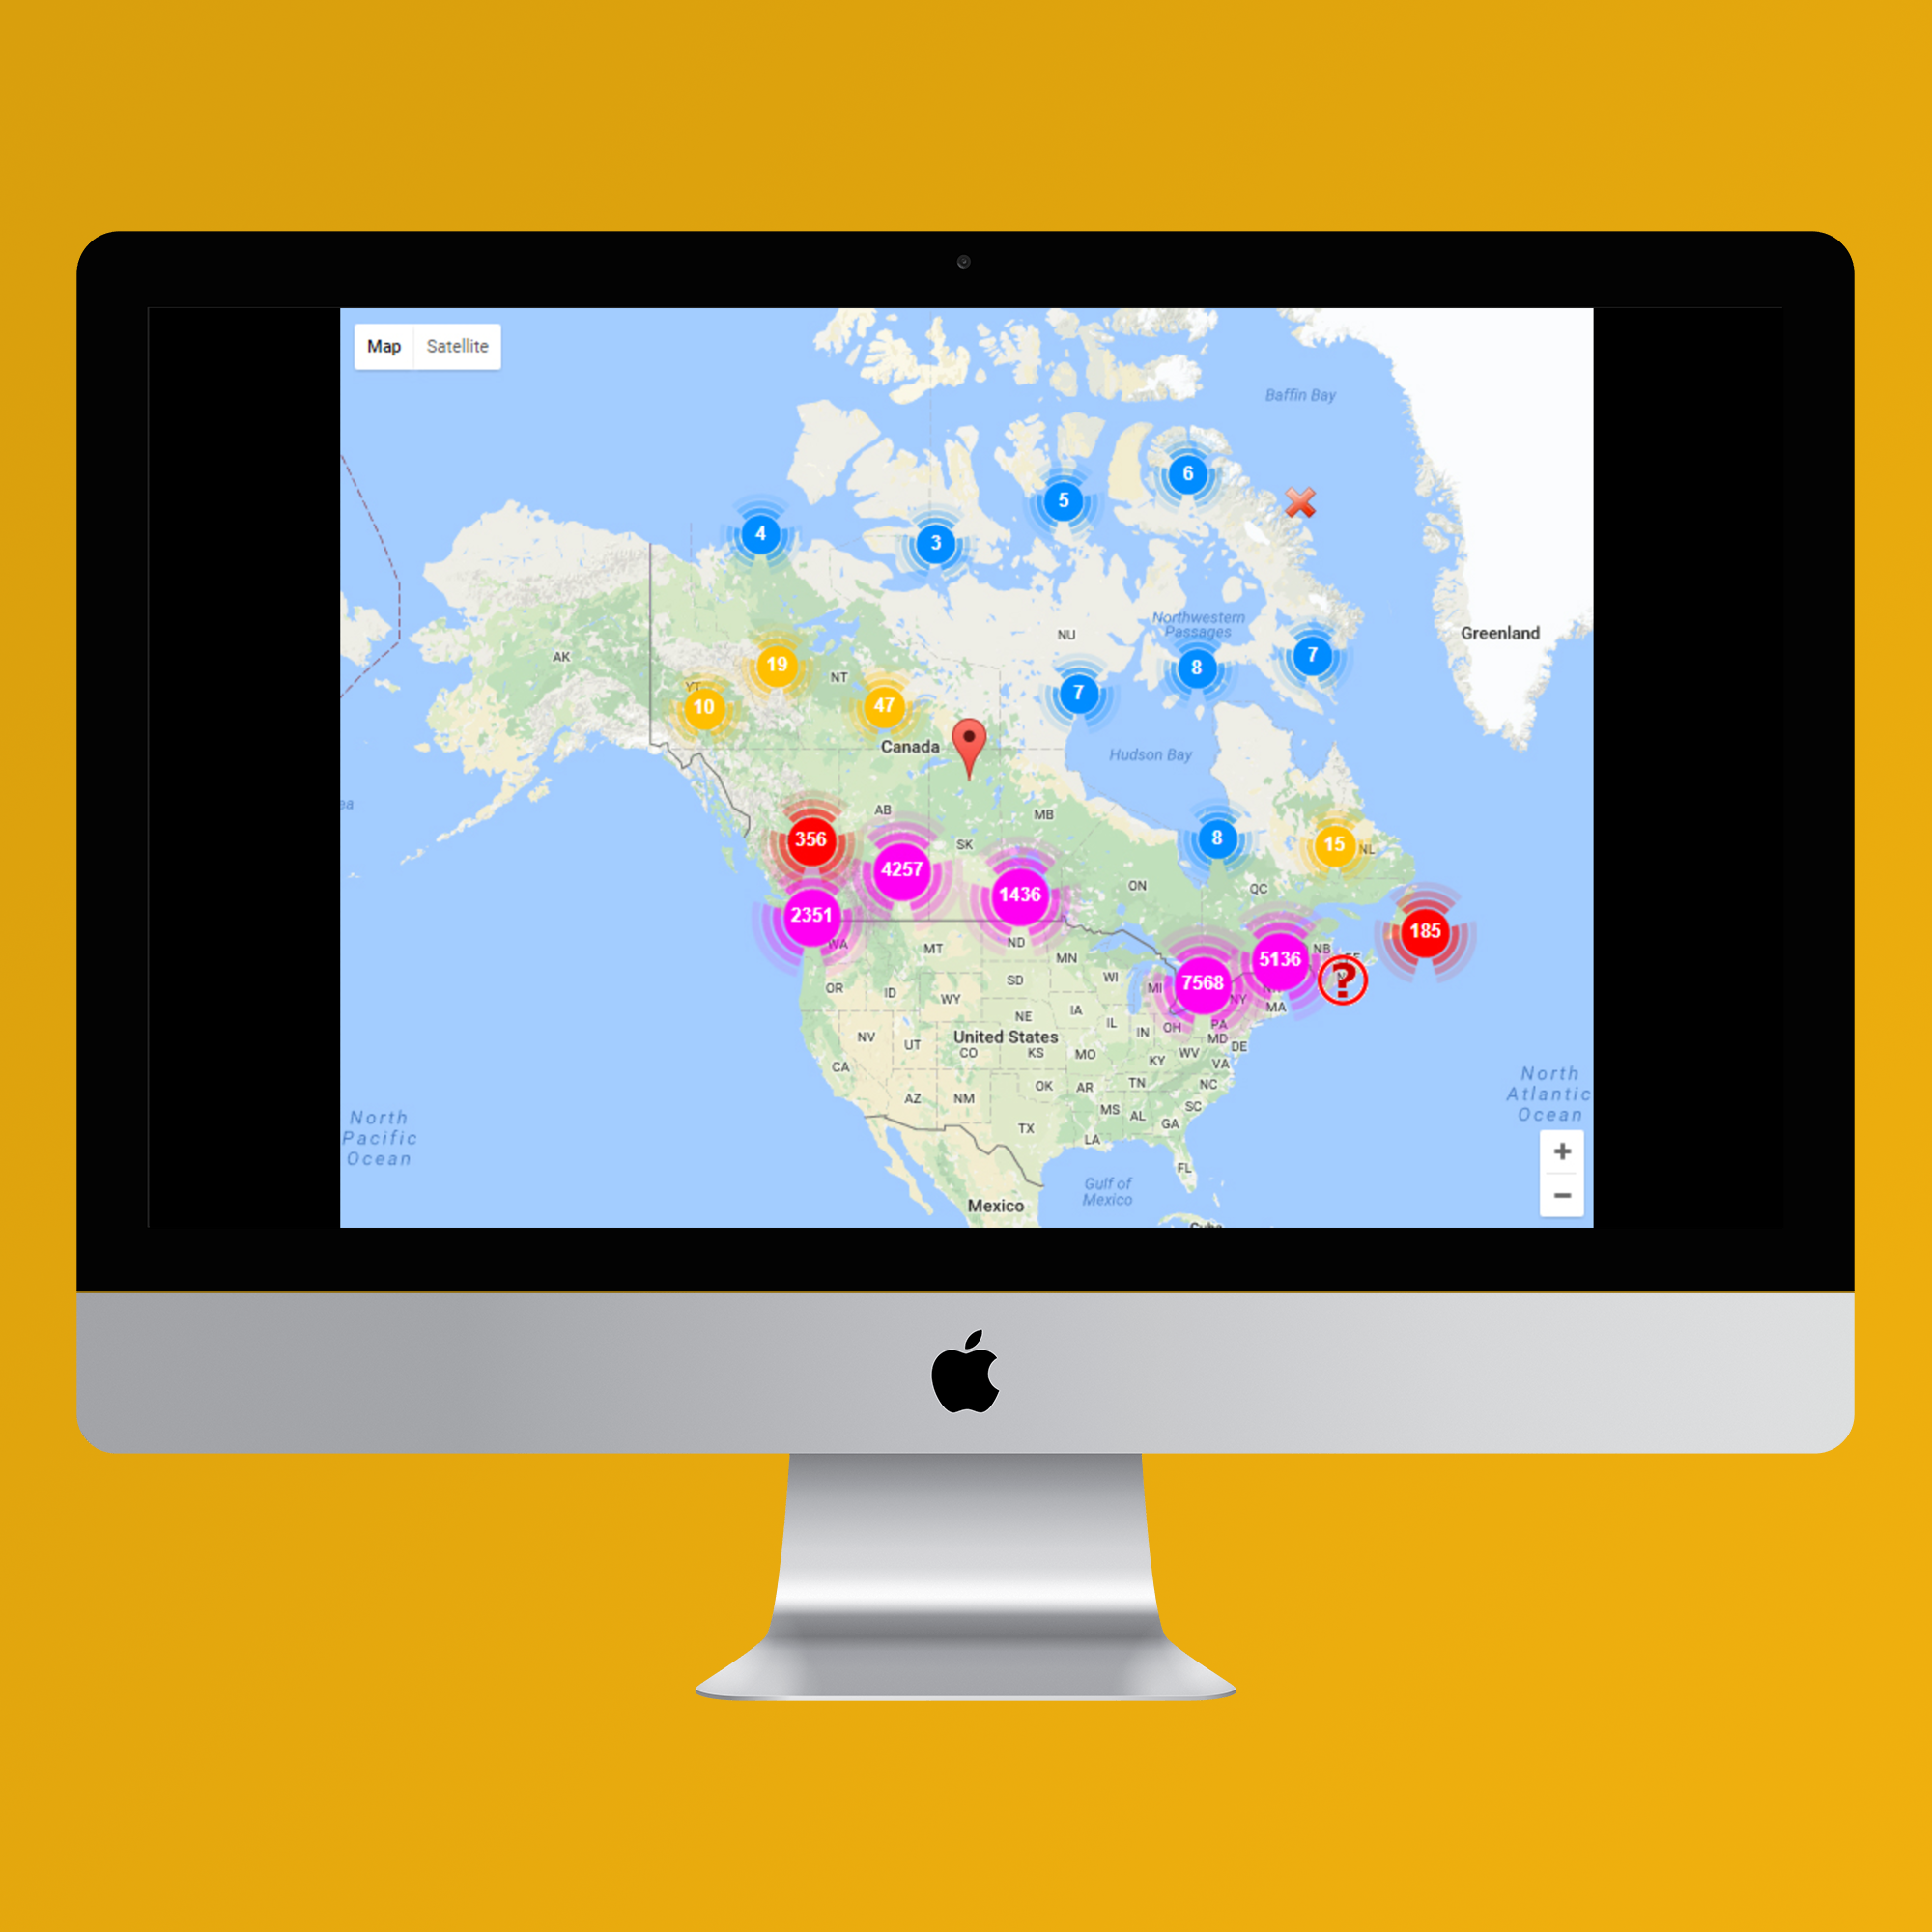 Map Satellite
Baffin Bay
6
5
4
3
Northwestern
Passages
NU
Greenland
AK
19
NT
8
7
7
YT
10
47
Canada
Hudson Bay
AB
MB
356
SK
8
15
NL
4257
1436
ON
QC
2351
185
WA
MT
ND
NB
5136
MN
7568
OR
ID
WY
SD
WI
MI
NY
MA
NE
IA
IL
IN
OH
PA
MD
DE
NV
UT
United States
CO
KS
MO
KY
WV
VA
CA
AZ
NM
OK
AR
TN
NC
MS
AL
SC
GA
TX
LA
FL
North
Pacific
Ocean
North
Atlantic
Ocean
Gulf of
Mexico
Mexico
?
+
−